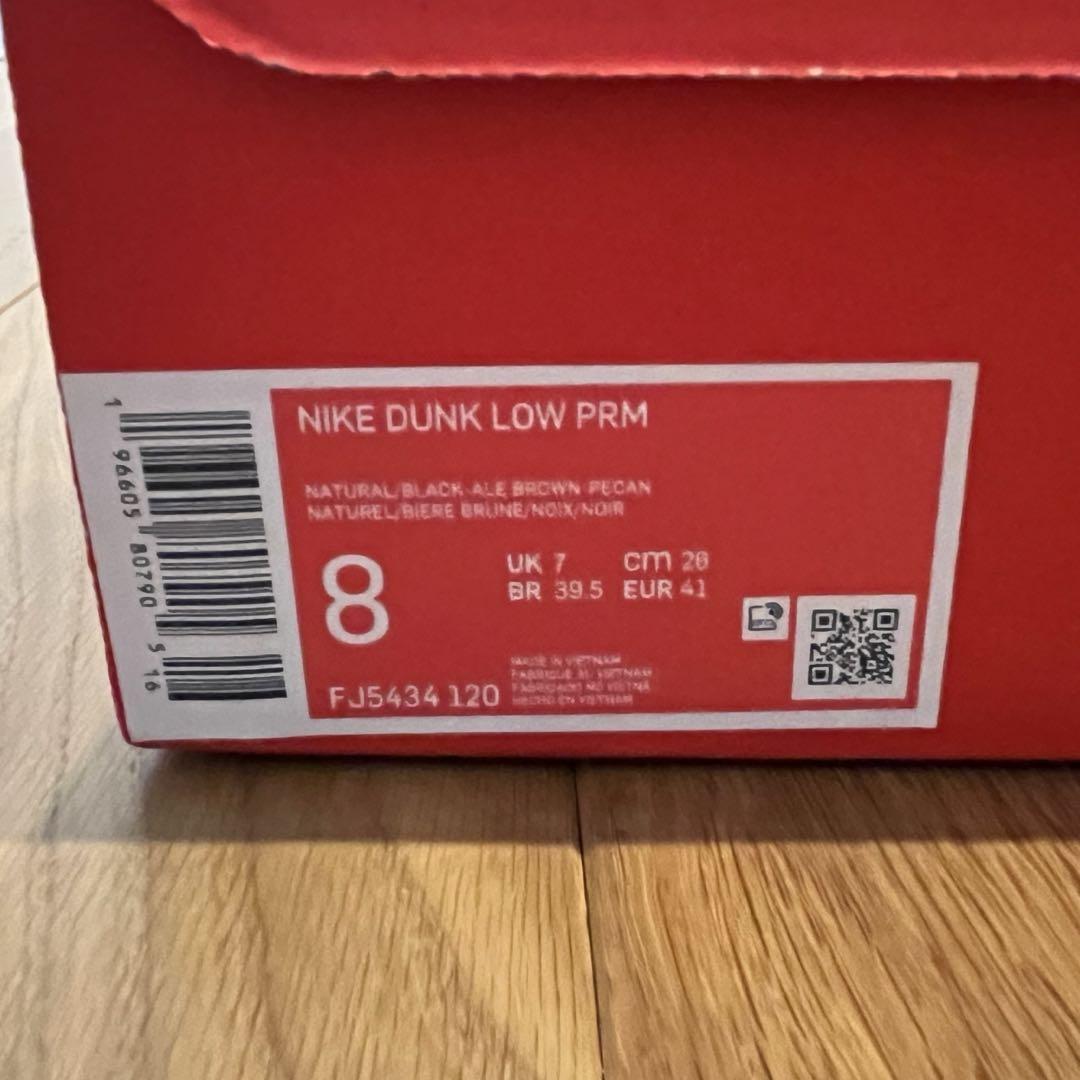 NIKE DUNK LOW PRM
NATURAL/BLACK-ALE BROWN-PECAN
NATUREL/BIERE BRUNE/NOIX/NOIR
8
UK 7 cm 26
BR 39.5 EUR 41
FJ5434 120
MADE IN VIETNAM
FABRIQUE AU VIETNAM
FABRICADO NO VIETNÃ
HECHO EN VIETNAM
1 96605 80790 5 16